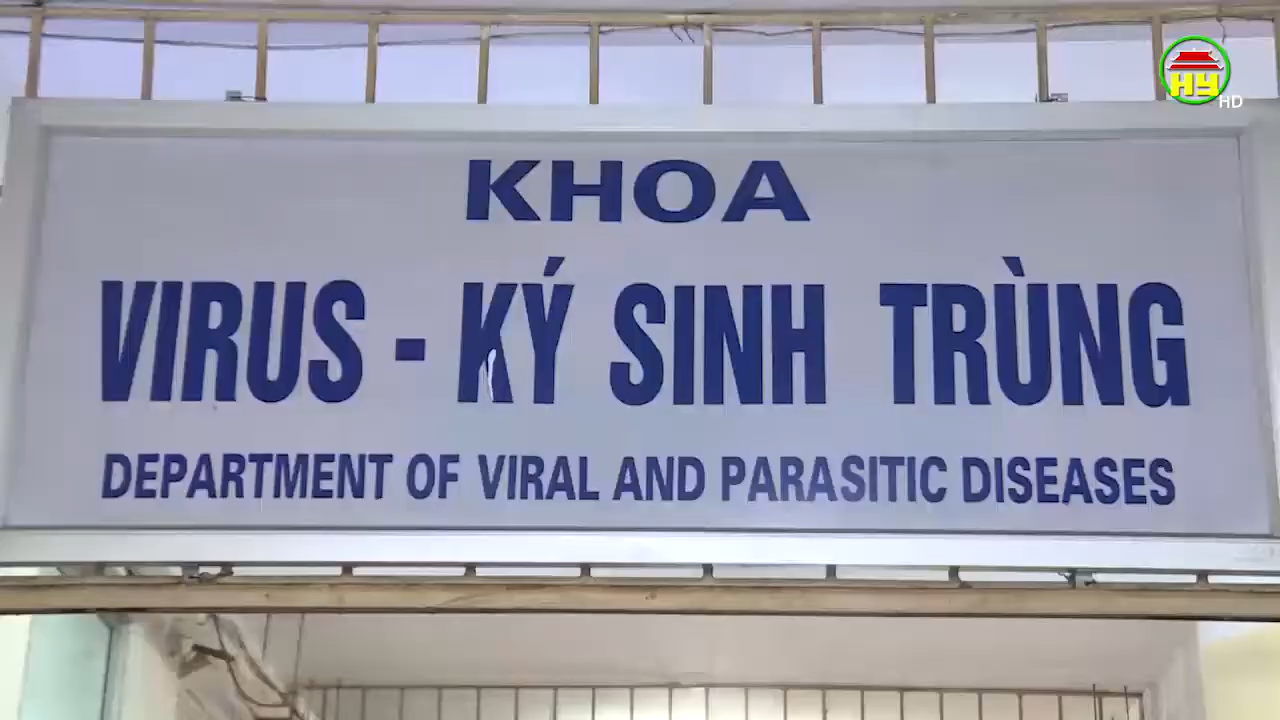 HY
HD
KHOA
VIRUS - KÝ SINH TRÙNG
DEPARTMENT OF VIRAL AND PARASITIC DISEASES